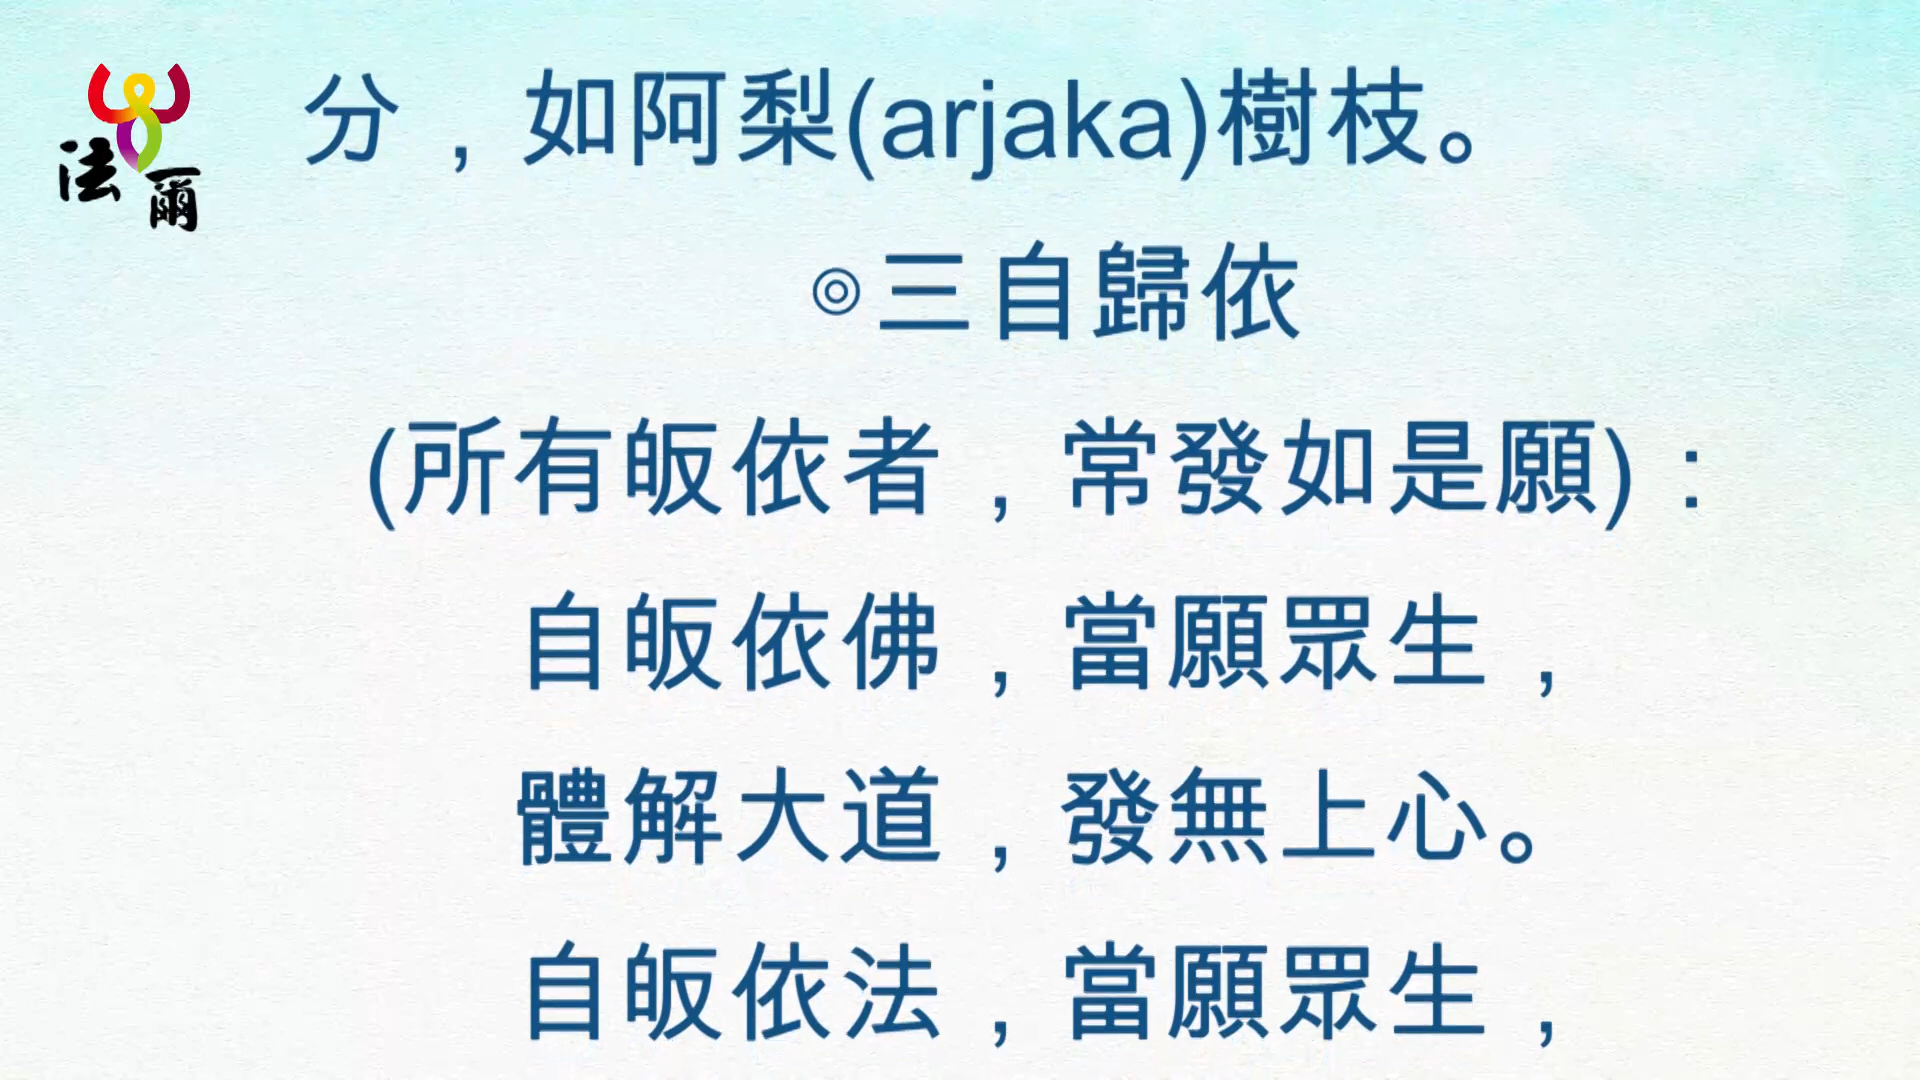 法爾
分，如阿梨(arjaka)樹枝。
◎三自歸依
(所有皈依者，常發如是願)：
自皈依佛，當願眾生，
體解大道，發無上心。
自皈依法，當願眾生，